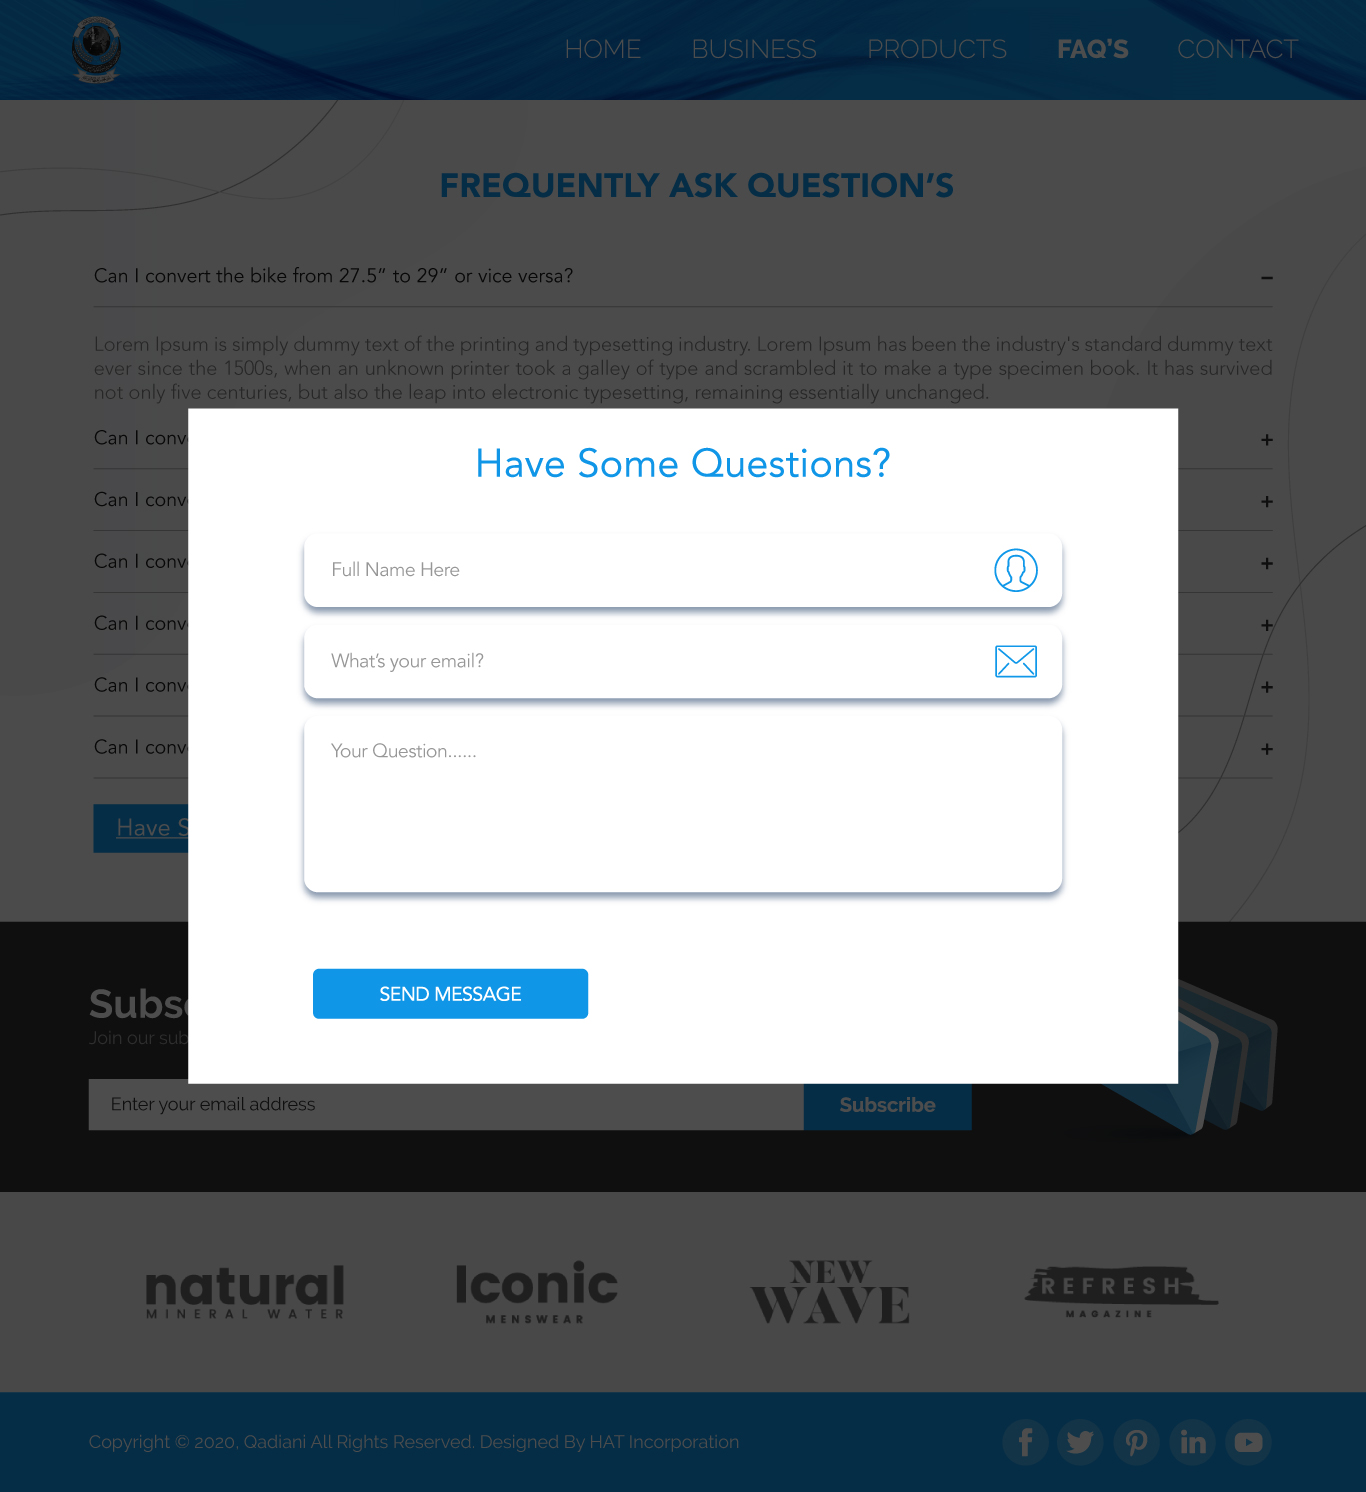 HOME BUSINESS PRODUCTS FAQ’S CONTACT
FREQUENTLY ASK QUESTION’S
Can I convert the bike from 27.5” to 29” or vice versa?
Lorem Ipsum is simply dummy text of the printing and typesetting industry. Lorem Ipsum has been the industry's standard dummy text
ever since the 1500s, when an unknown printer took a galley of type and scrambled it to make a type specimen book. It has survived
not only five centuries, but also the leap into electronic typesetting, remaining essentially unchanged.
Can I conv
Can I conv
Can I conv
Can I conv
Can I conv
Can I conv
Have S
Have Some Questions?
Full Name Here
What’s your email?
Your Question......
SEND MESSAGE
Subs
Join our sub
Enter your email address
Subscribe
natural
MINERAL WATER
Iconic
MENSWEAR
NEW
WAVE
REFRESH
MAGAZINE
Copyright © 2020, Qadiani All Rights Reserved. Designed By HAT Incorporation